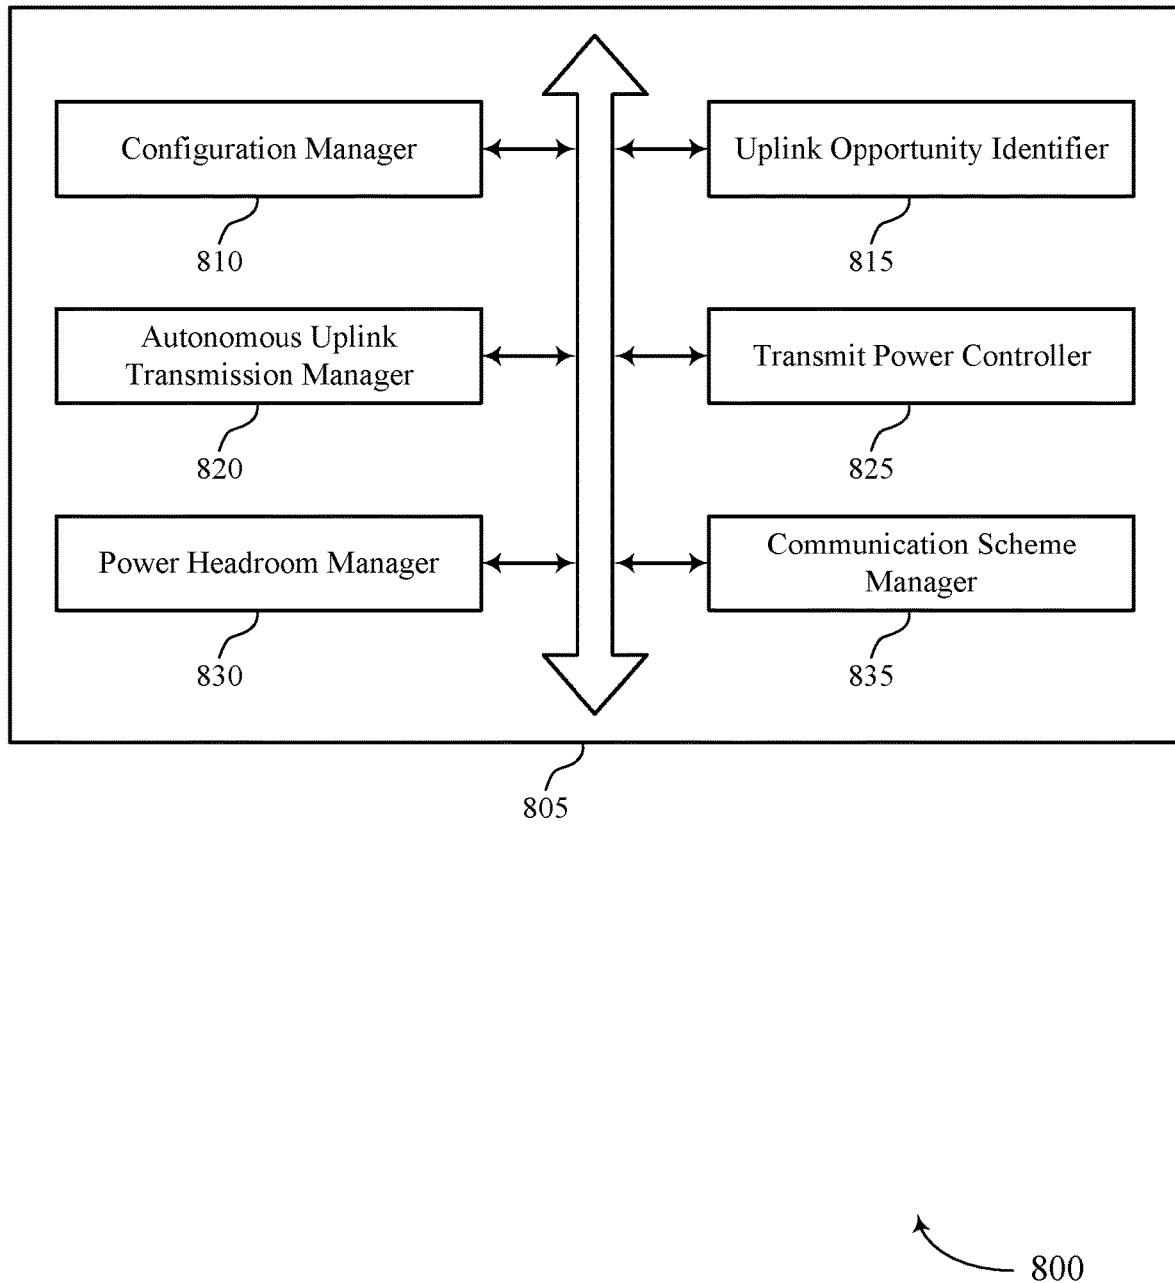 Configuration Manager
810
Uplink Opportunity Identifier
815
Autonomous Uplink
Transmission Manager
820
Transmit Power Controller
825
Power Headroom Manager
830
Communication Scheme
Manager
835
805
800